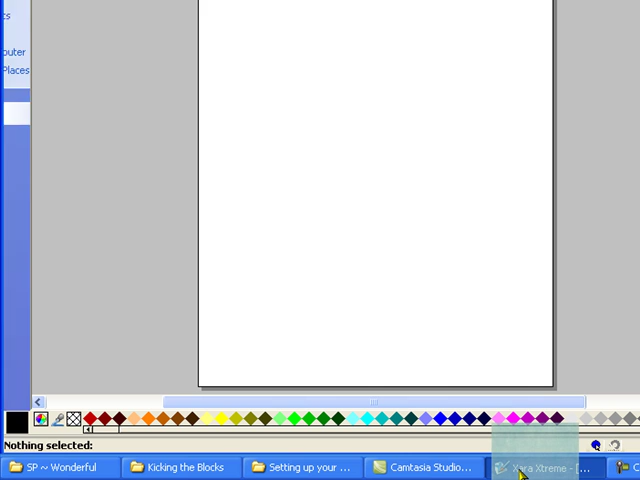 cs
outer
Places
Nothing selected:
SP ~ Wonderful
Kicking the Blocks
Setting up your ...
Camtasia Studio...
Xara Xtreme - [...
C